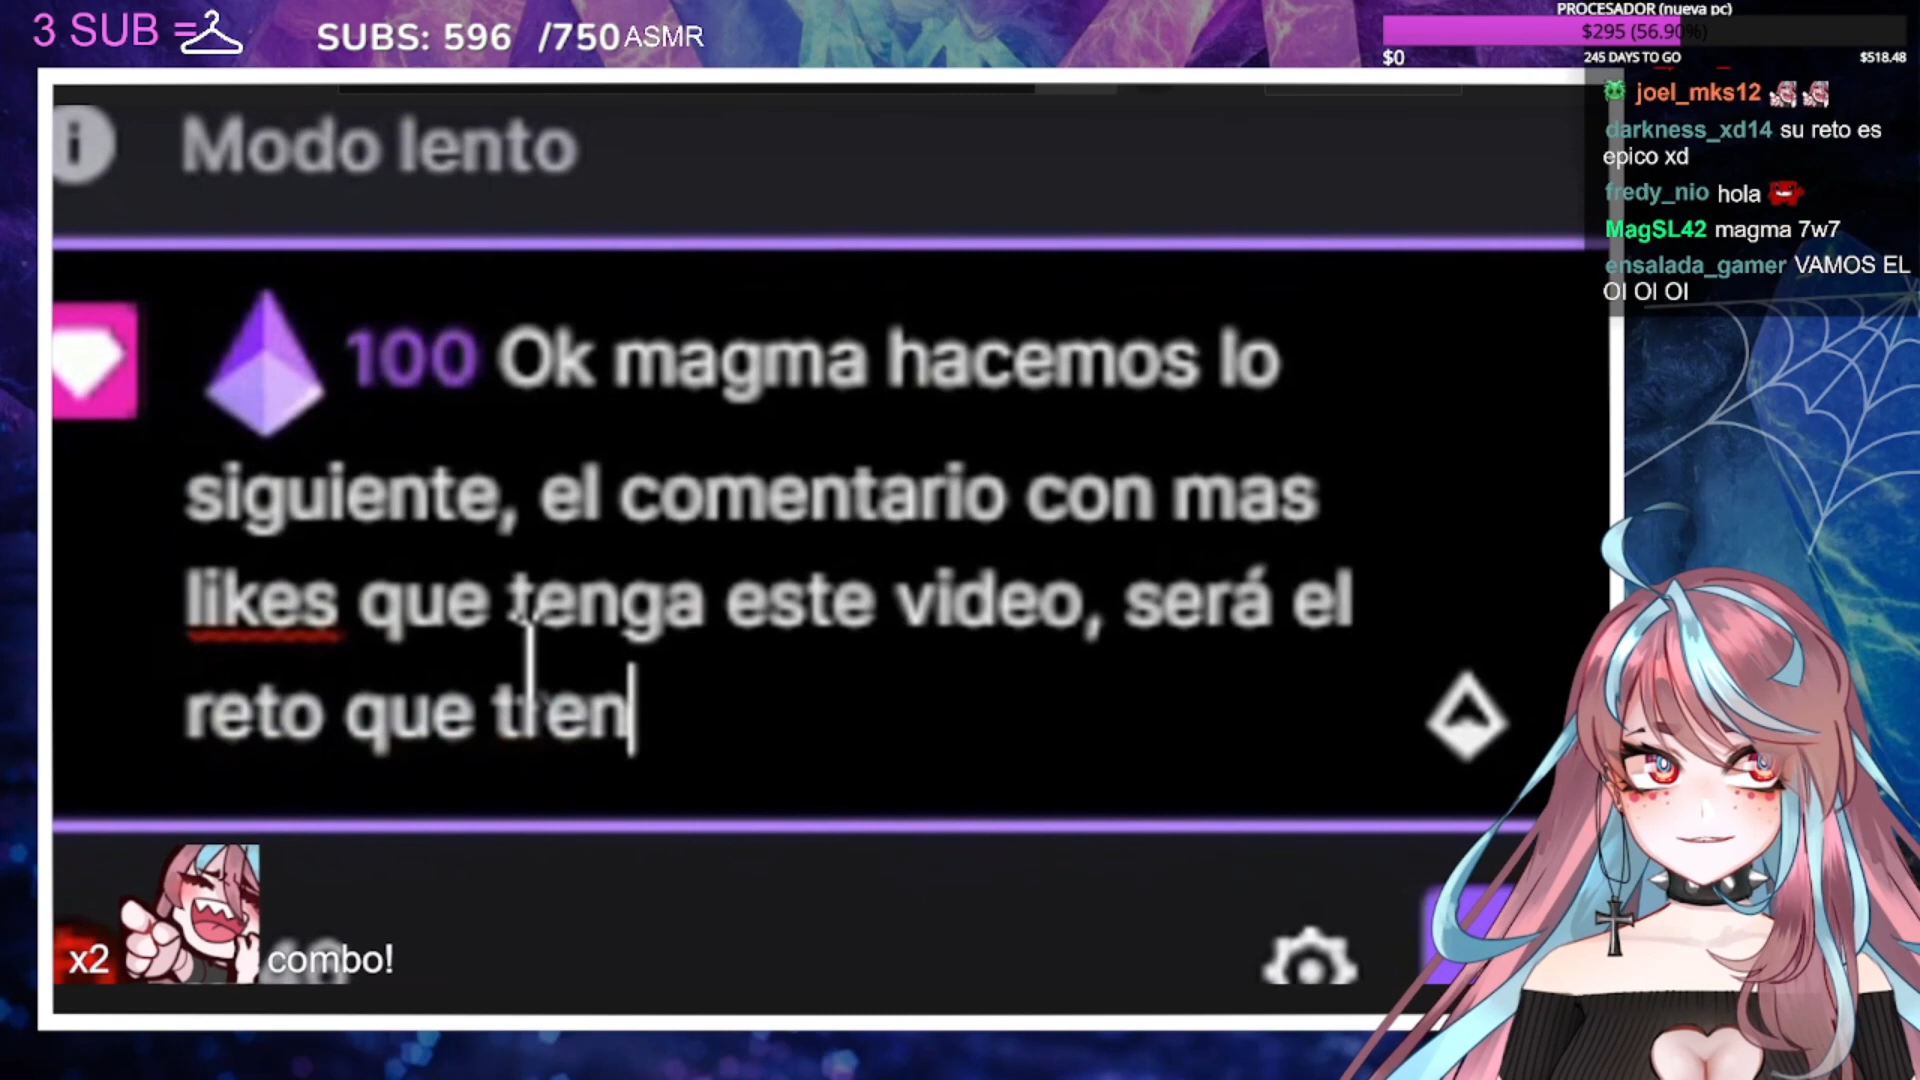 3 SUB =
SUBS: 596 /750 ASMR
PROCESADOR (nueva pc)
$295 (56.90%)
$0
245 DAYS TO GO
$518.48
joel_mks12
darkness_xd14 su reto es
epico xd
fredy_nio hola
MagSL42 magma 7w7
ensalada_gamer VAMOS EL
OI OI OI
Modo lento
100 Ok magma hacemos lo
siguiente, el comentario con mas
likes que tenga este video, será el
reto que tien
x2 combo!